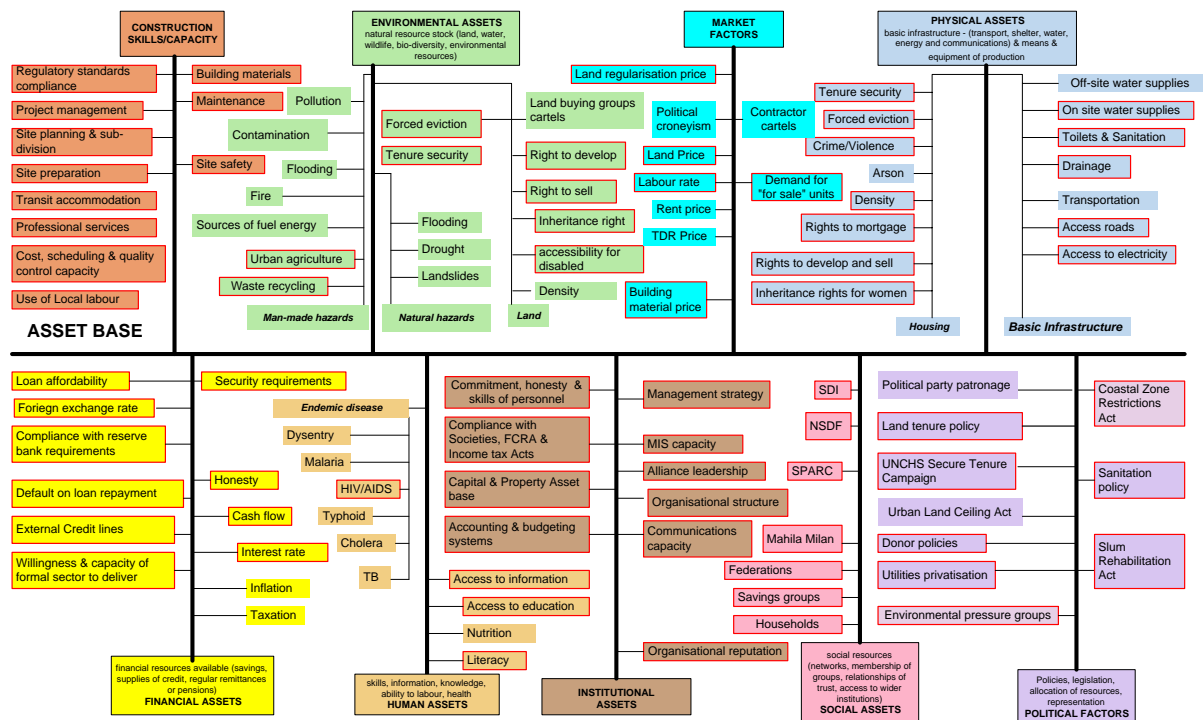 CONSTRUCTION
SKILLS/CAPACITY
Regulatory standards
compliance
Project management
Site planning & sub-
division
Site preparation
Transit accommodation
Professional services
Cost, scheduling & quality
control capacity
Use of Local labour
Building materials
Maintenance
Site safety
ENVIRONMENTAL ASSETS
natural resource stock (land, water,
wildlife, bio-diversity, environmental
resources)
Pollution
Contamination
Flooding
Fire
Sources of fuel energy
Urban agriculture
Waste recycling
Man-made hazards
Forced eviction
Tenure security
Flooding
Drought
Landslides
Natural hazards
Land buying groups
cartels
Right to develop
Right to sell
Inheritance right
accessibility for
disabled
Density
Land
MARKET
FACTORS
Land regularisation price
Political
croneyism
Land Price
Labour rate
Rent price
TDR Price
Building
material price
Contractor
cartels
Demand for
"for sale" units
PHYSICAL ASSETS
basic infrastructure - (transport, shelter, water,
energy and communications) & means &
equipment of production
Tenure security
Forced eviction
Crime/Violence
Arson
Density
Rights to mortgage
Rights to develop and sell
Inheritance rights for women
Housing
Off-site water supplies
On site water supplies
Toilets & Sanitation
Drainage
Transportation
Access roads
Access to electricity
Basic Infrastructure
ASSET BASE
Loan affordability
Foriegn exchange rate
Compliance with reserve
bank requirements
Default on loan repayment
External Credit lines
Willingness & capacity of
formal sector to deliver
Security requirements
Honesty
Cash flow
Interest rate
Inflation
Taxation
financial resources available (savings,
supplies of credit, regular remittances
or pensions)
FINANCIAL ASSETS
Endemic disease
Dysentry
Malaria
HIV/AIDS
Typhoid
Cholera
TB
Access to information
Access to education
Nutrition
Literacy
skills, information, knowledge,
ability to labour, health
HUMAN ASSETS
Commitment, honesty &
skills of personnel
Compliance with
Societies, FCRA &
Income tax Acts
Capital & Property Asset
base
Accounting & budgeting
systems
Management strategy
MIS capacity
Alliance leadership
Organisational structure
Communications
capacity
Organisational reputation
INSTITUTIONAL
ASSETS
SDI
NSDF
SPARC
Mahila Milan
Federations
Savings groups
Households
social resources
(networks, membership of
groups, relationships of
trust, access to wider
institutions)
SOCIAL ASSETS
Political party patronage
Land tenure policy
UNCHS Secure Tenure
Campaign
Urban Land Ceiling Act
Donor policies
Utilities privatisation
Environmental pressure groups
Coastal Zone
Restrictions
Act
Sanitation
policy
Slum
Rehabilitation
Act
Policies, legislation,
allocation of resources,
representation
POLITICAL FACTORS